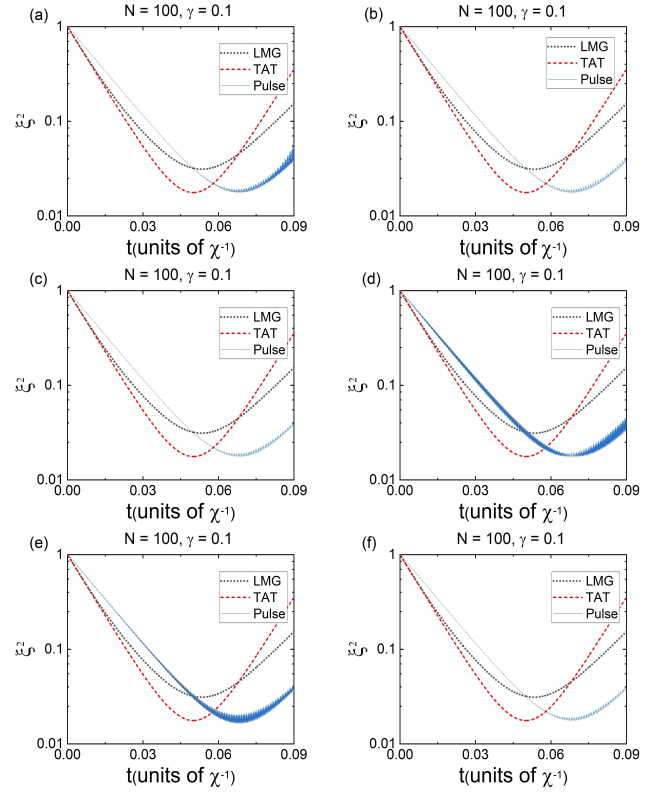 (a) N = 100, γ = 0.1
LMG
TAT
Pulse
1
0.1
0.01
ξ²
0.00 0.03 0.06 0.09
t(units of χ⁻¹)
(b) N = 100, γ = 0.1
LMG
TAT
Pulse
1
0.1
0.01
ξ²
0.00 0.03 0.06 0.09
t(units of χ⁻¹)
(c) N = 100, γ = 0.1
LMG
TAT
Pulse
1
0.1
0.01
ξ²
0.00 0.03 0.06 0.09
t(units of χ⁻¹)
(d) N = 100, γ = 0.1
LMG
TAT
Pulse
1
0.1
0.01
ξ²
0.00 0.03 0.06 0.09
t(units of χ⁻¹)
(e) N = 100, γ = 0.1
LMG
TAT
Pulse
1
0.1
0.01
ξ²
0.00 0.03 0.06 0.09
t(units of χ⁻¹)
(f) N = 100, γ = 0.1
LMG
TAT
Pulse
1
0.1
0.01
ξ²
0.00 0.03 0.06 0.09
t(units of χ⁻¹)